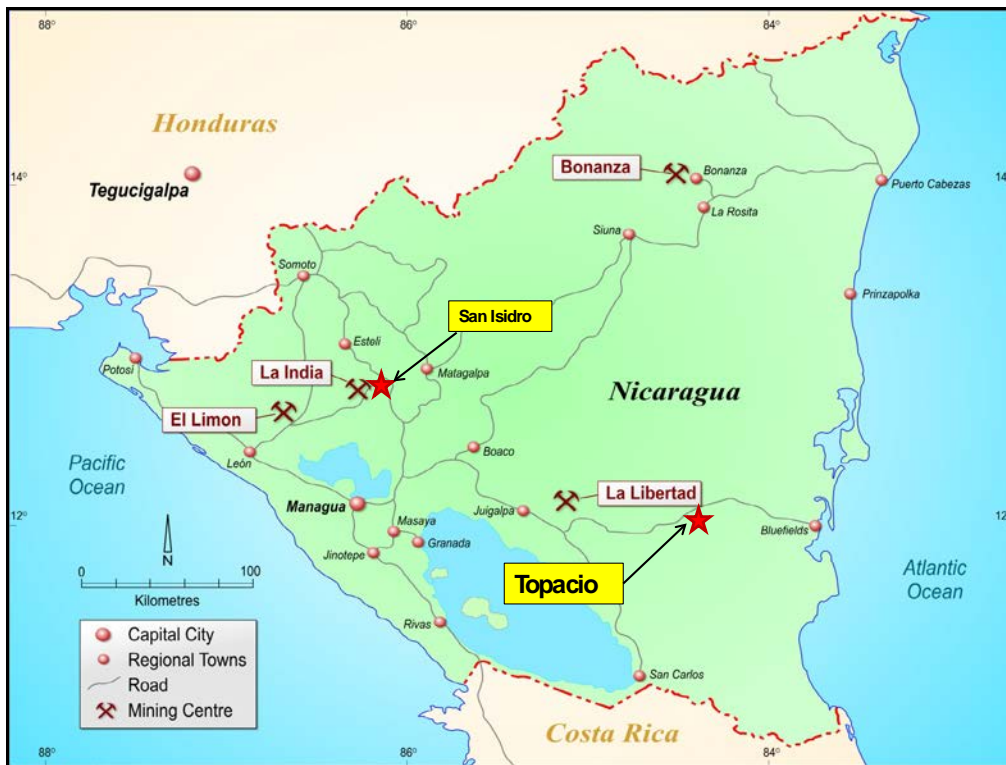 88°
86°
84°
Honduras
Tegucigalpa
14°
Bonanza
Bonanza
14
Puerto Cabezas
La Rosita
Siuna
Somoto
Prinzapolka
San Isidro
Esteli
Potosi
La India
Matagalpa
Nicaragua
El Limon
Boaco
León
Pacific
Ocean
La Libertad
Managua
Juigalpa
12°
12
Masaya
Bluefields
Granada
Jinotepe
N
Topacio
Atlantic
Ocean
0 100
Kilometres
Rivas
Capital City
Regional Towns
Road
Mining Centre
San Carlos
Costa Rica
88°
86°
84°